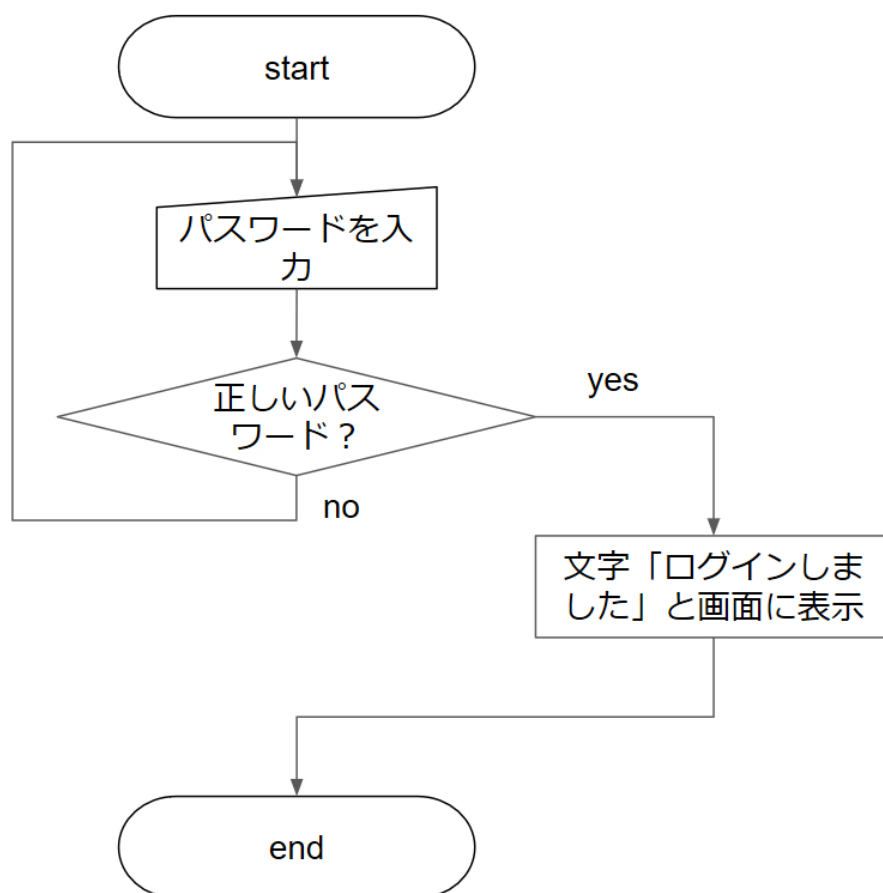 start
パスワードを入
力
正しいパス
ワード？
yes
no
文字「ログインしま
した」と画面に表示
end